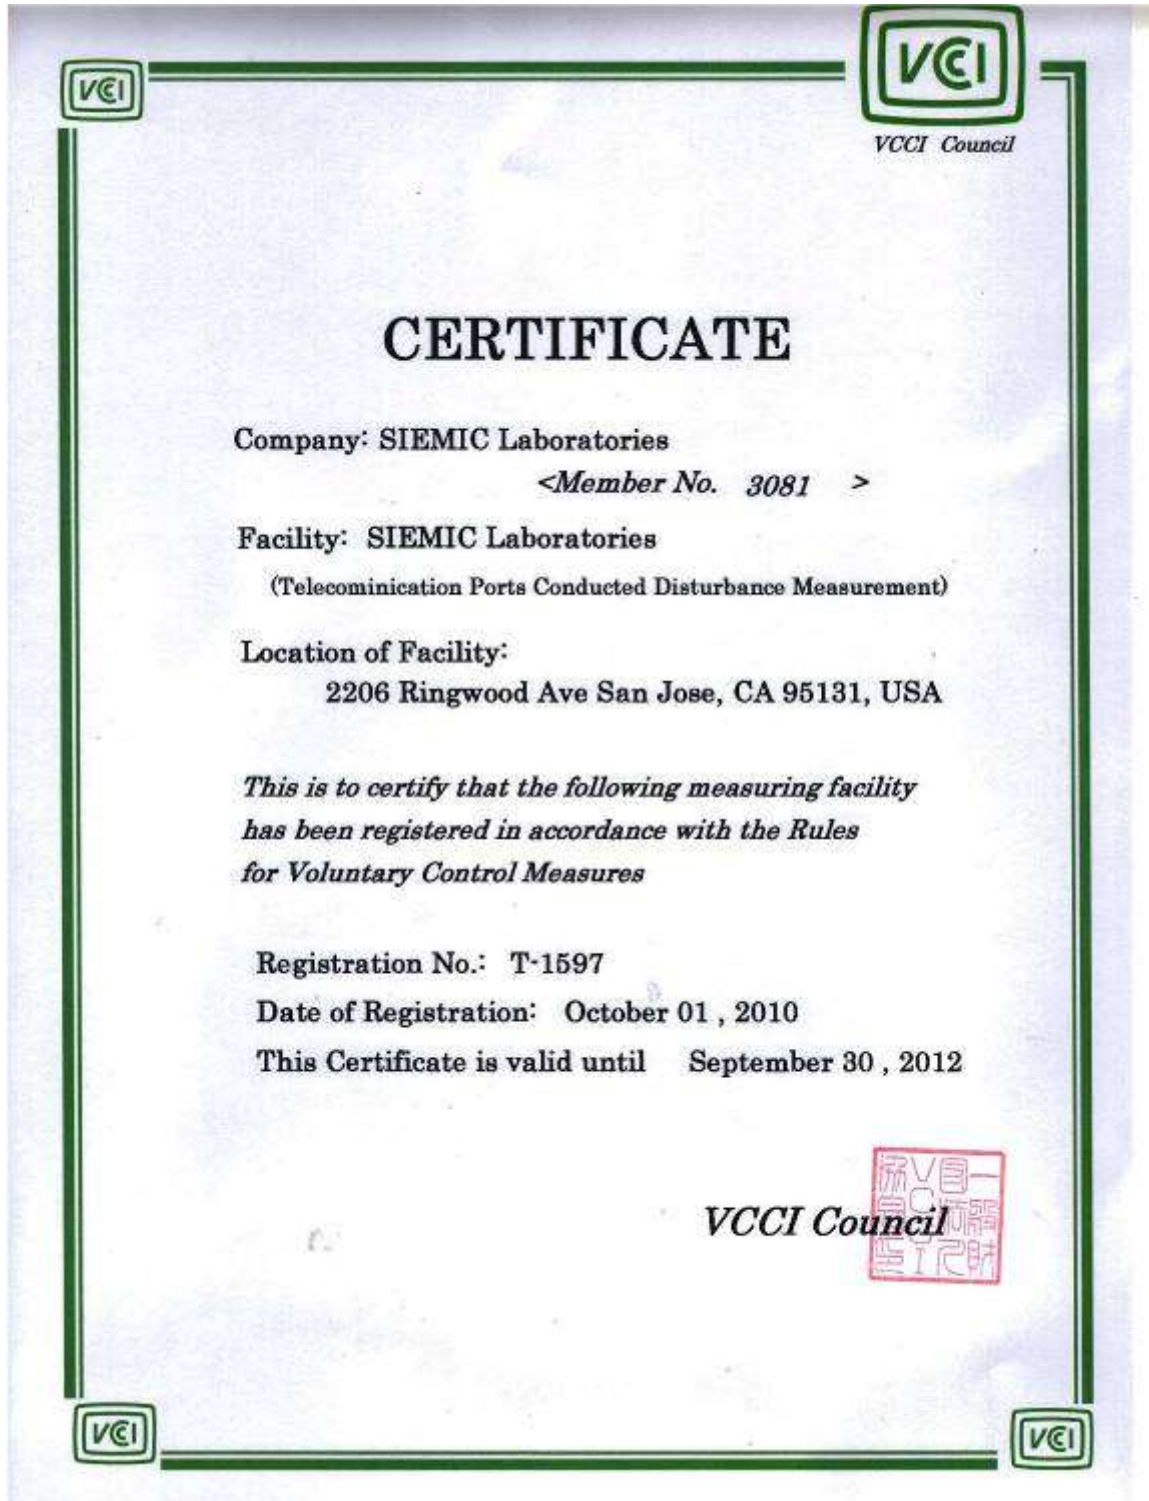 VCCI
VCCI
VCCI Council
CERTIFICATE
Company: SIEMIC Laboratories
<Member No. 3081 >
Facility: SIEMIC Laboratories
(Telecominication Ports Conducted Disturbance Measurement)
Location of Facility:
2206 Ringwood Ave San Jose, CA 95131, USA
This is to certify that the following measuring facility
has been registered in accordance with the Rules
for Voluntary Control Measures
Registration No.: T-1597
Date of Registration: October 01 , 2010
This Certificate is valid until September 30 , 2012
VCCI Council
VCCI
VCCI